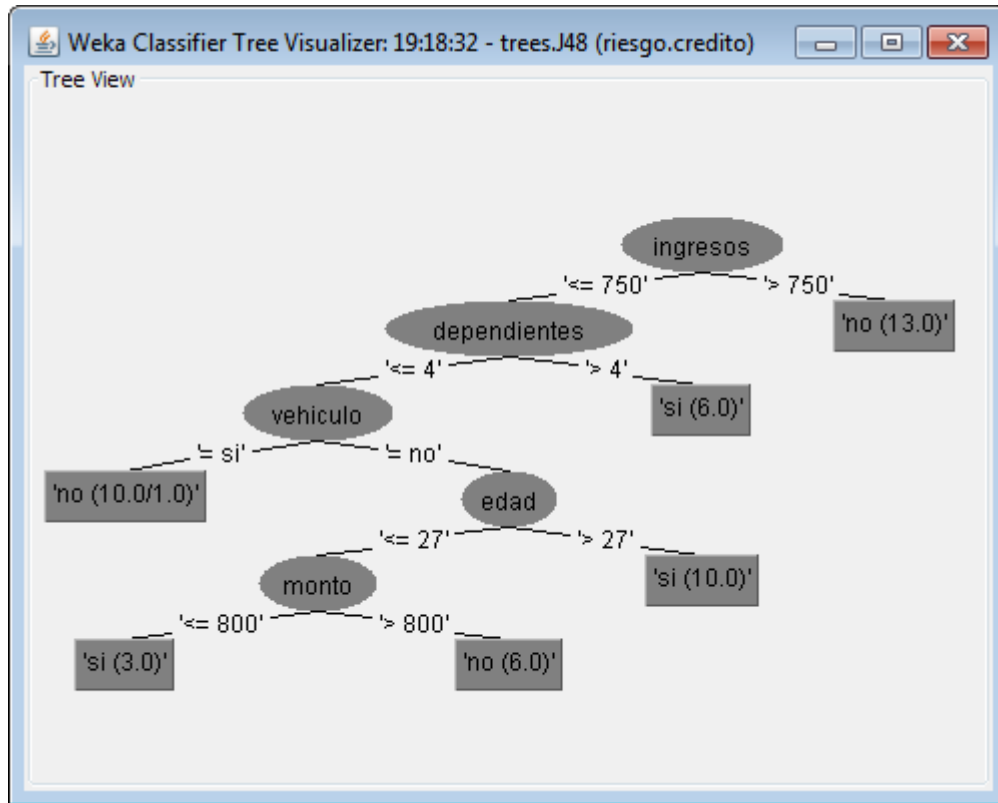 Weka Classifier Tree Visualizer: 19:18:32 - trees.J48 (riesgo.credito)
Tree View
ingresos
'<= 750' '> 750'
dependientes 'no (13.0)'
'<= 4' '> 4'
vehiculo 'si (6.0)'
'= si' '= no'
'no (10.0/1.0)' edad
'<= 27' '> 27'
monto 'si (10.0)'
'<= 800' '> 800'
'si (3.0)' 'no (6.0)'